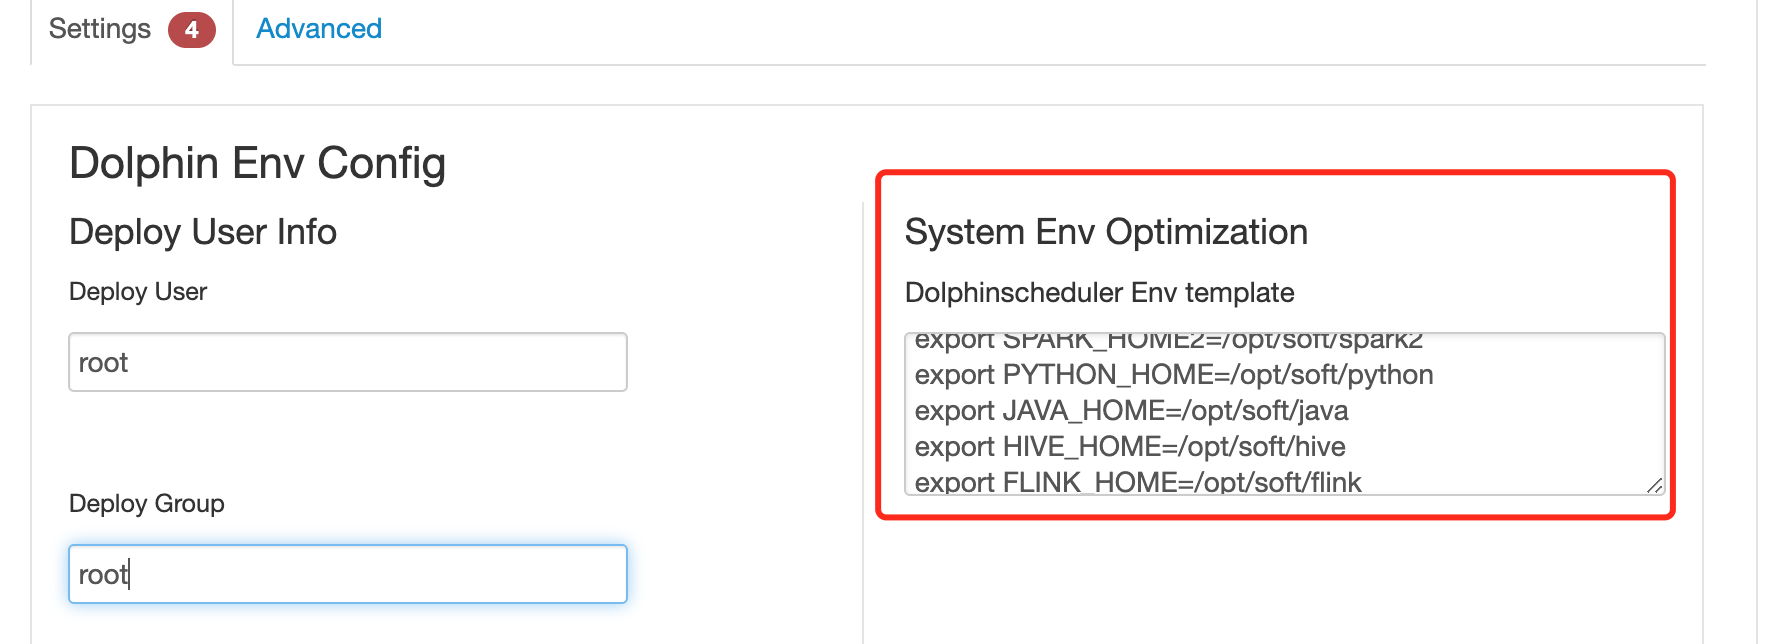 Settings 4 Advanced
Dolphin Env Config
Deploy User Info
Deploy User
root
Deploy Group
root
System Env Optimization
Dolphinscheduler Env template
export SPARK_HOME2=/opt/soft/spark2
export PYTHON_HOME=/opt/soft/python
export JAVA_HOME=/opt/soft/java
export HIVE_HOME=/opt/soft/hive
export FLINK_HOME=/opt/soft/flink